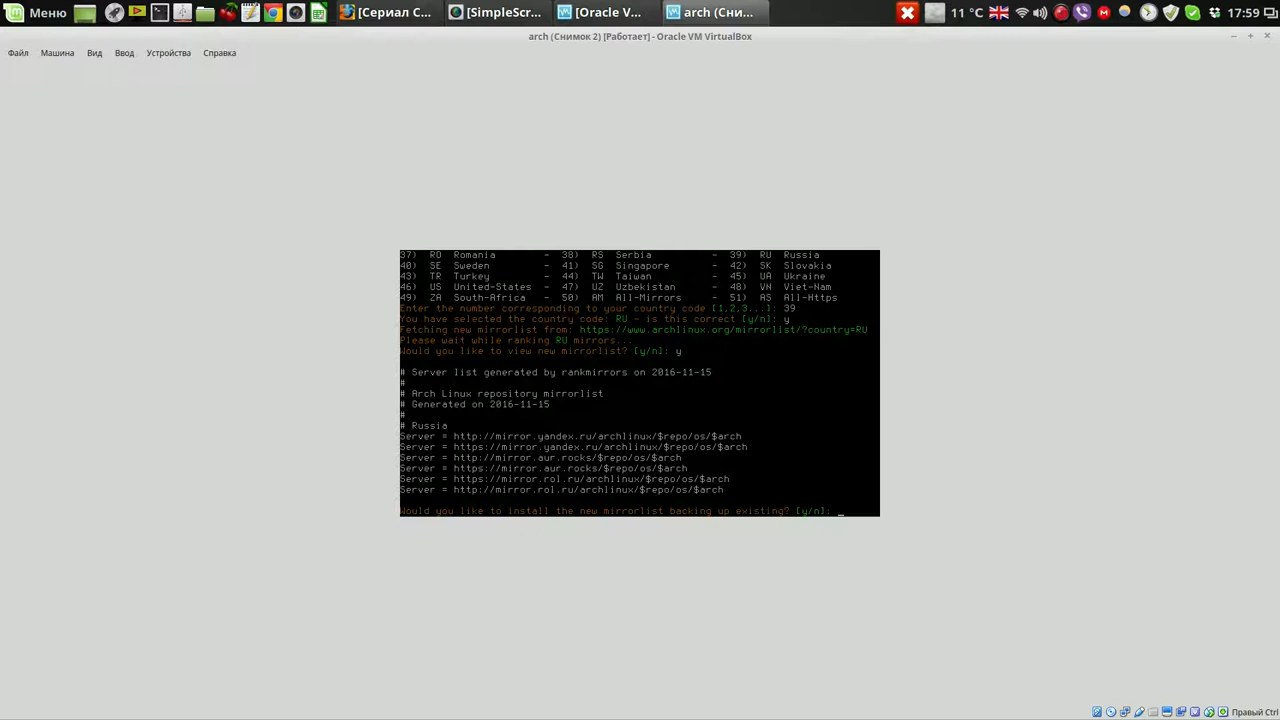 Меню
[Сериал С...
[SimpleScr...
[Oracle V...
arch (Сни...
11 °C
17:59
arch (Снимок 2) [Работает] - Oracle VM VirtualBox
Файл Машина Вид Ввод Устройства Справка
37) RO Romania - 38) RS Serbia - 39) RU Russia
40) SE Sweden - 41) SG Singapore - 42) SK Slovakia
43) TR Turkey - 44) TW Taiwan - 45) UA Ukraine
46) US United-States - 47) UZ Uzbekistan - 48) VN Viet-Nam
49) ZA South-Africa - 50) AM All-Mirrors - 51) AS All-Https
Enter the number corresponding to your country code [1,2,3...]: 39
You have selected the country code: RU - is this correct [y/n]: y
Fetching new mirrorlist from: https://www.archlinux.org/mirrorlist/?country=RU
Please wait while ranking RU mirrors...
Would you like to view new mirrorlist? [y/n]: y
# Server list generated by rankmirrors on 2016-11-15
#
# Arch Linux repository mirrorlist
# Generated on 2016-11-15
#
# Russia
Server = http://mirror.yandex.ru/archlinux/$repo/os/$arch
Server = https://mirror.yandex.ru/archlinux/$repo/os/$arch
Server = http://mirror.aur.rocks/$repo/os/$arch
Server = https://mirror.aur.rocks/$repo/os/$arch
Server = https://mirror.rol.ru/archlinux/$repo/os/$arch
Server = http://mirror.rol.ru/archlinux/$repo/os/$arch
Would you like to install the new mirrorlist backing up existing? [y/n]: _
Правый Ctrl